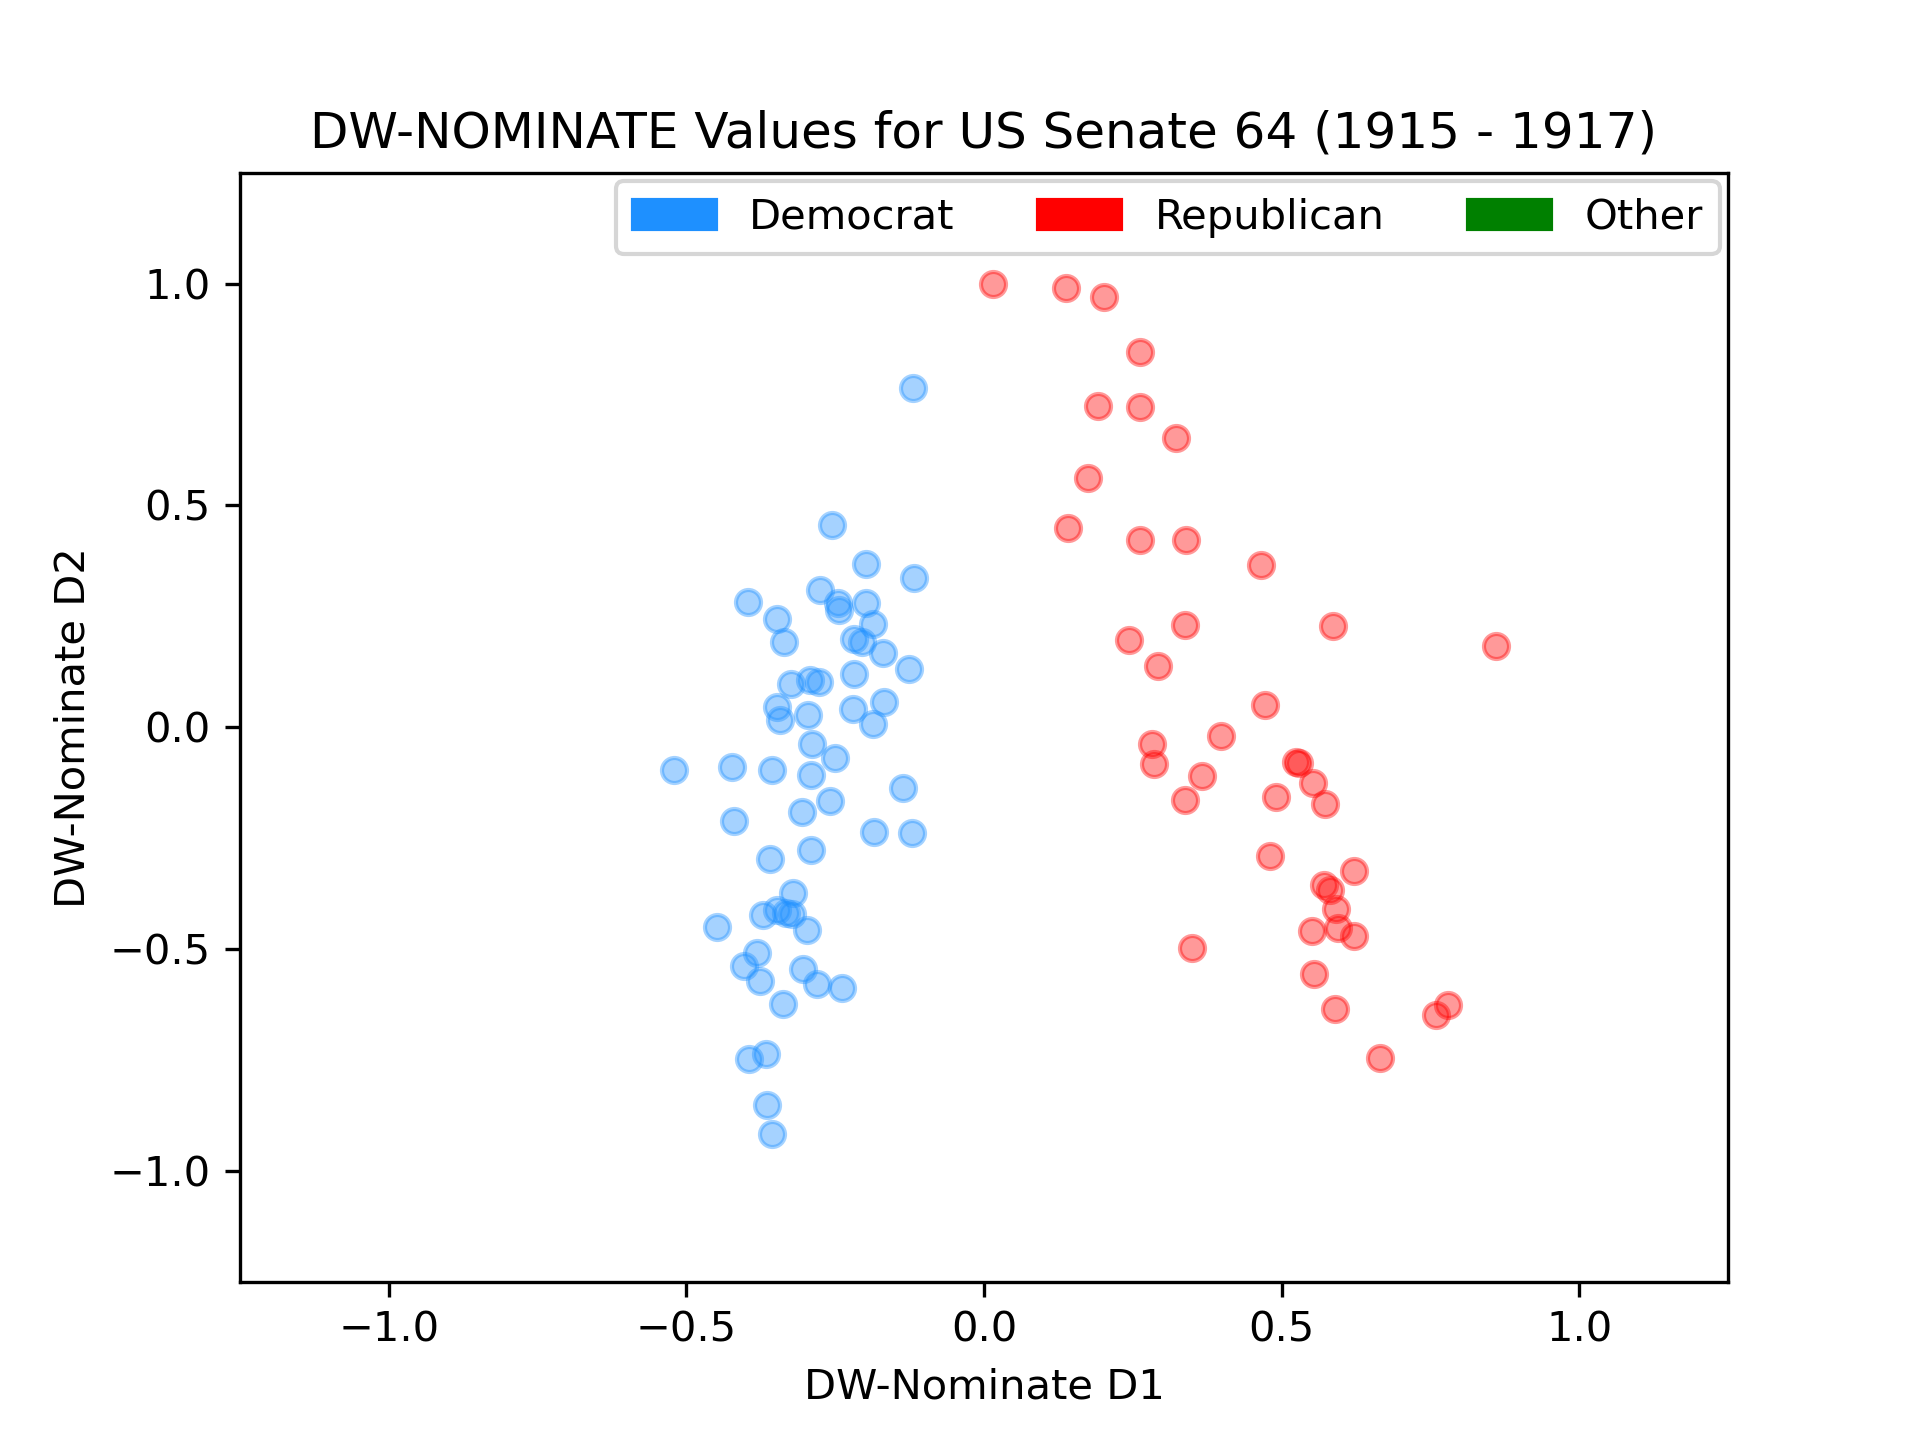 DW-NOMINATE Values for US Senate 64 (1915 - 1917)
Democrat Republican Other
1.0
0.5
0.0
−0.5
−1.0
DW-Nominate D2
−1.0 −0.5 0.0 0.5 1.0
DW-Nominate D1